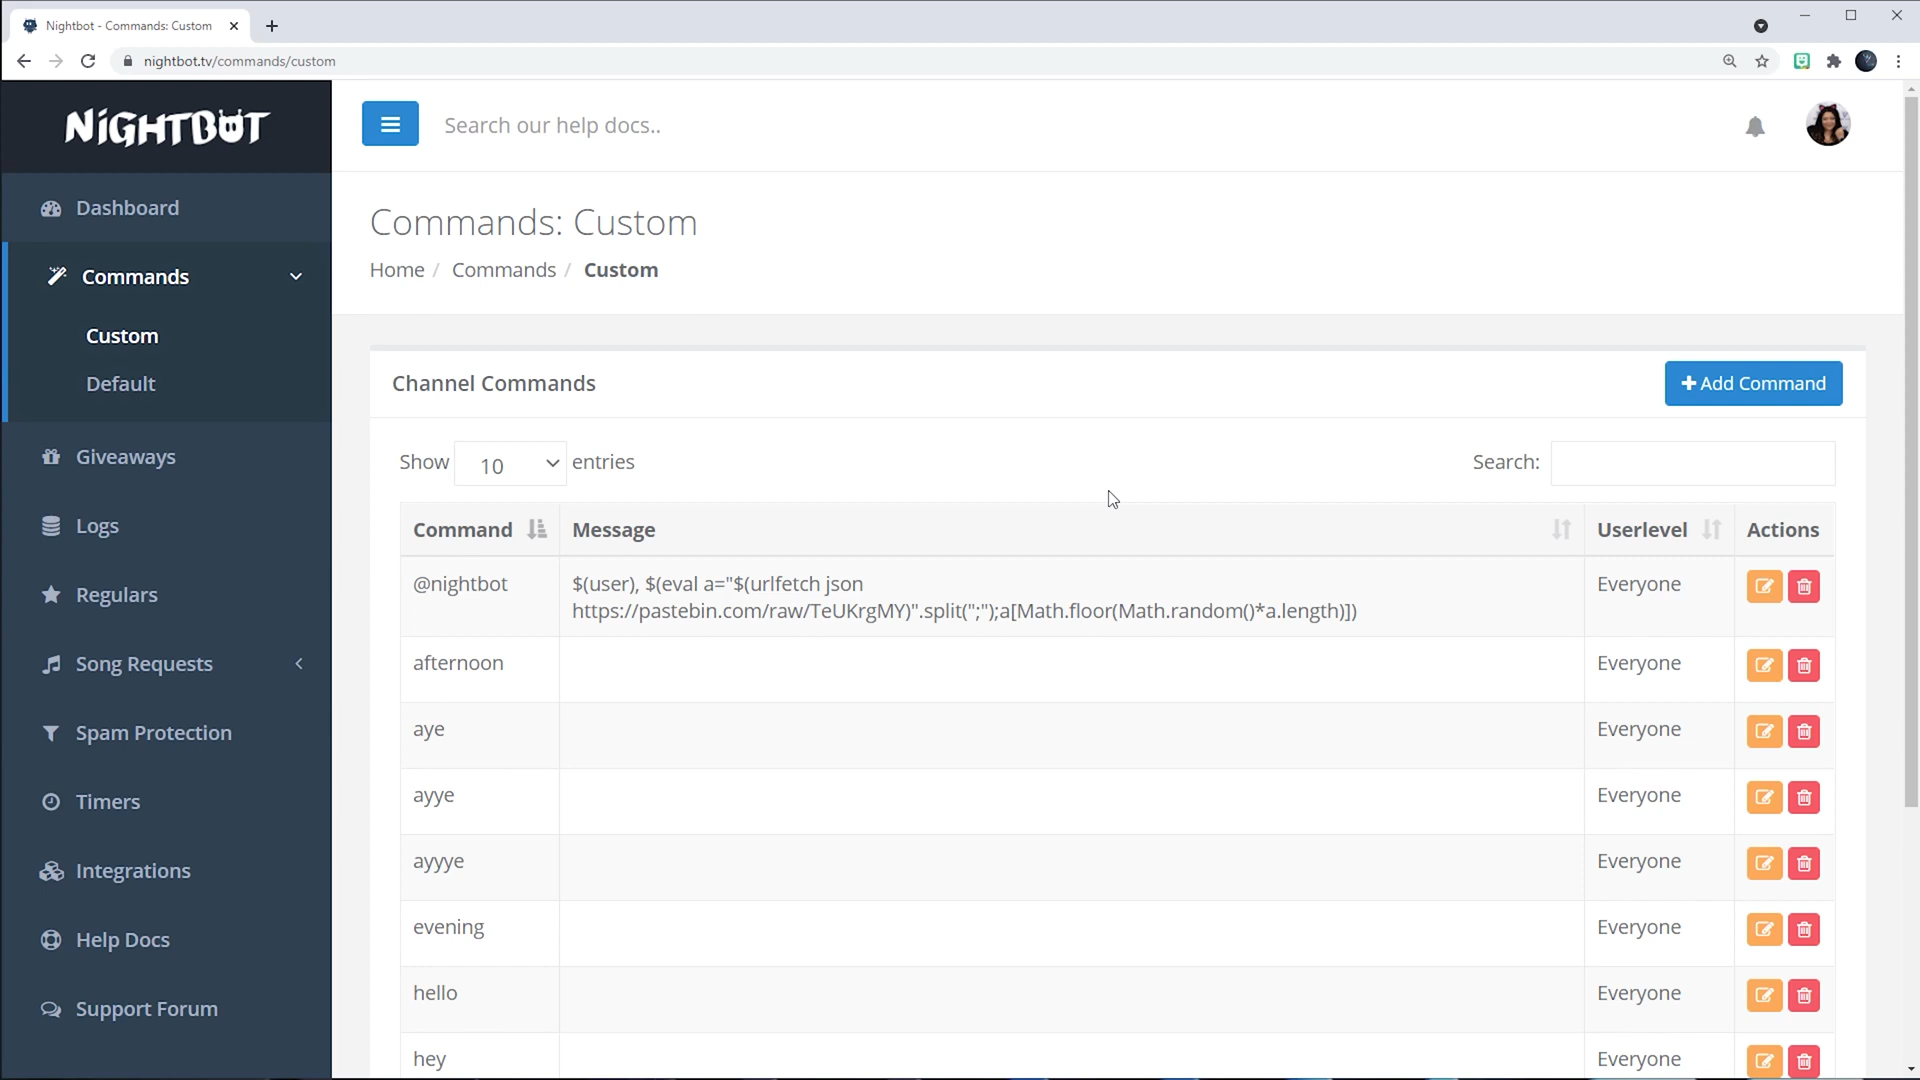 Nightbot - Commands: Custom
nightbot.tv/commands/custom
NiGHTBOT
Search our help docs..
Dashboard
Commands
Custom
Default
Giveaways
Logs
Regulars
Song Requests
Spam Protection
Timers
Integrations
Help Docs
Support Forum
Commands: Custom
Home / Commands / Custom
Channel Commands
Add Command
Show 10 entries
Search:
Command Message Userlevel Actions
@nightbot $(user), $(eval a="$(urlfetch json Everyone
https://pastebin.com/raw/TeUKrgMY)".split(";");a[Math.floor(Math.random()*a.length)])
afternoon Everyone
aye Everyone
ayye Everyone
ayyye Everyone
evening Everyone
hello Everyone
hey Everyone